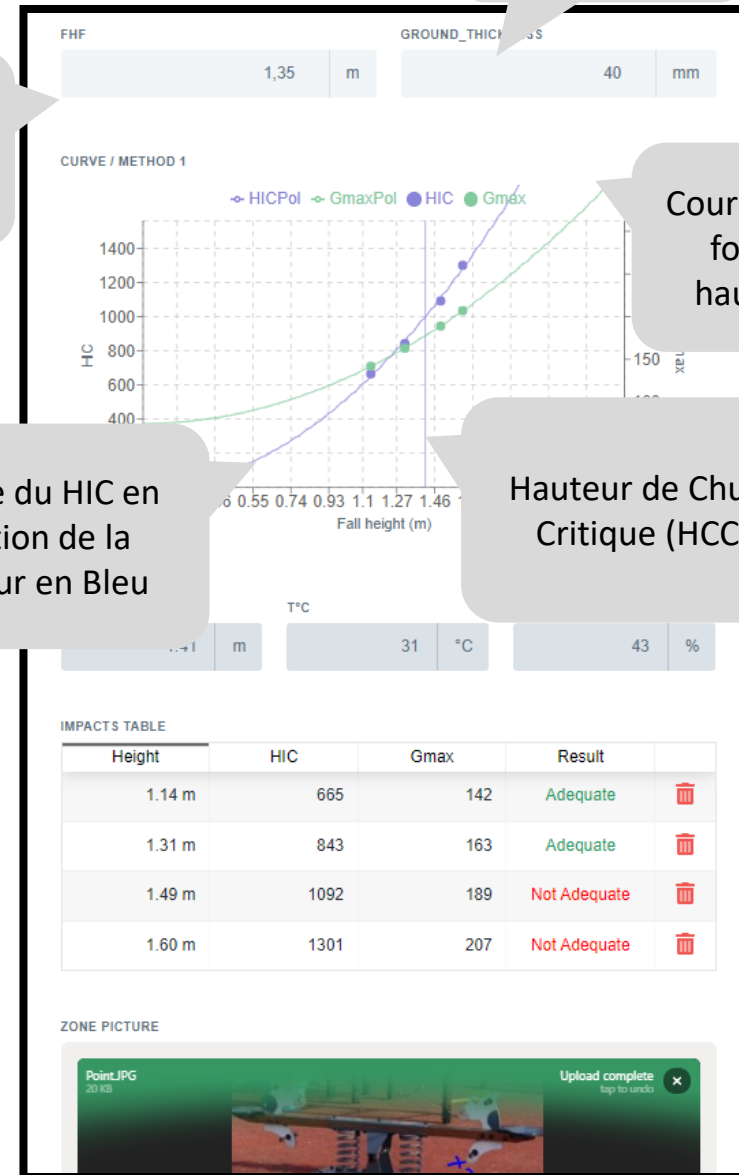 FHF
GROUND_THICK
1,35 m
40 mm
CURVE / METHOD 1
HICPol GmaxPol HIC Gmax
1400
1200
1000
800
600
400
HIC
150
Cour
fo
hau
e du HIC en
tion de la
ur en Bleu
0.55 0.74 0.93 1.1 1.27 1.46
Fall height (m)
Hauteur de Chu
Critique (HCC
T°C
1.41 m
31 °C
43 %
IMPACTS TABLE
Height HIC Gmax Result
1.14 m 665 142 Adequate
1.31 m 843 163 Adequate
1.49 m 1092 189 Not Adequate
1.60 m 1301 207 Not Adequate
ZONE PICTURE
Point.JPG
20 KB
Upload complete
tap to undo